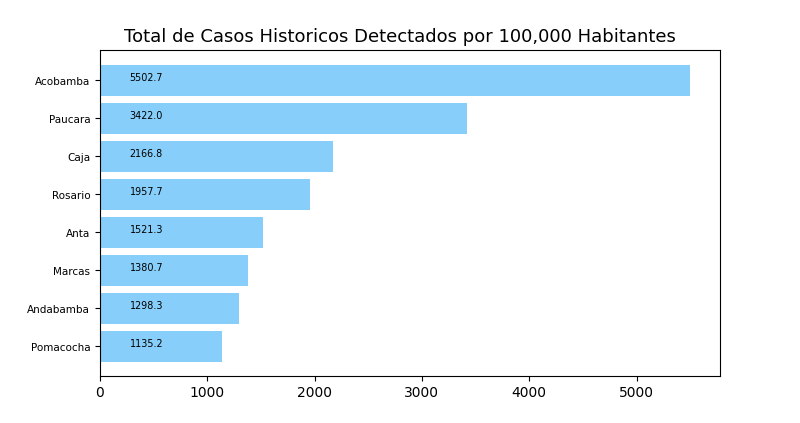 Total de Casos Historicos Detectados por 100,000 Habitantes
Acobamba 5502.7
Paucara 3422.0
Caja 2166.8
Rosario 1957.7
Anta 1521.3
Marcas 1380.7
Andabamba 1298.3
Pomacocha 1135.2
0 1000 2000 3000 4000 5000